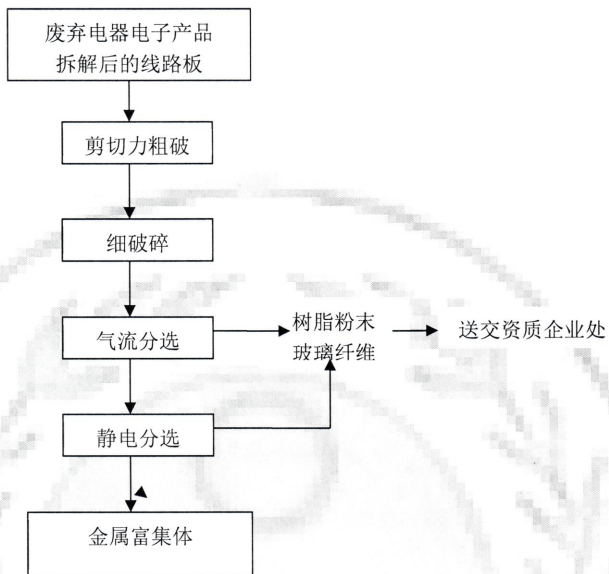 废弃电器电子产品
拆解后的线路板
剪切力粗破
细破碎
气流分选
树脂粉末
玻璃纤维
送交资质企业处
静电分选
金属富集体